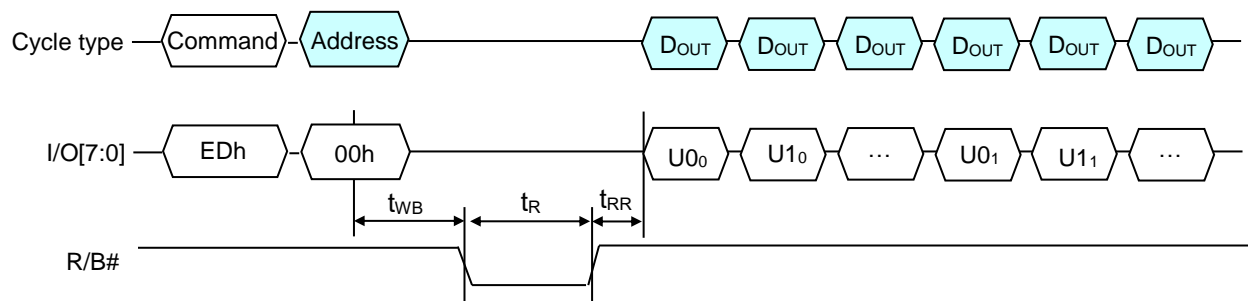 Cycle type Command Address DOUT DOUT DOUT DOUT DOUT DOUT
I/O[7:0] EDh 00h U00 U10 … U01 U11 …
tWB tR tRR
R/B#